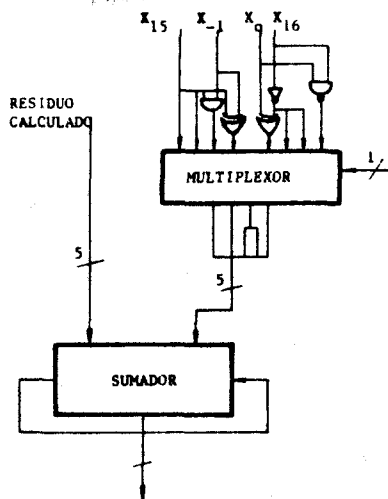 X15 X-1 X0 X16
RESIDUO
CALCULADO
MULTIPLEXOR
1
5
5
SUMADOR